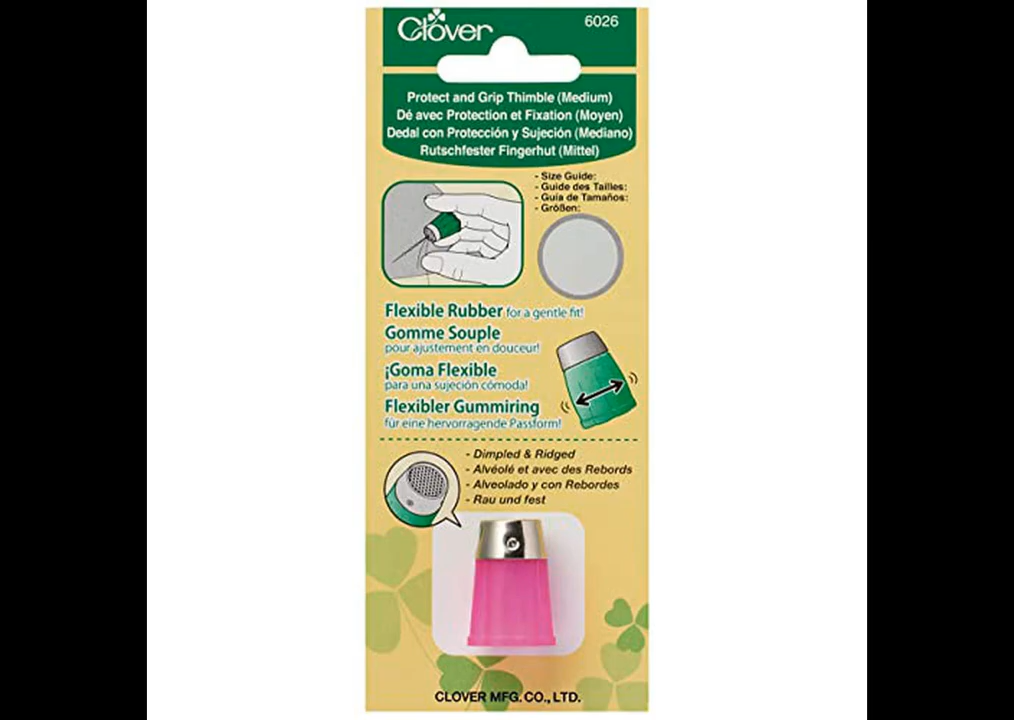 Clover
6026
Protect and Grip Thimble (Medium)
Dé avec Protection et Fixation (Moyen)
Dedal con Protección y Sujeción (Mediano)
Rutschfester Fingerhut (Mittel)
- Size Guide:
- Guide des Tailles:
- Guia de Tamaños:
- Größen:
Flexible Rubber for a gentle fit!
Gomme Souple
pour ajustement en douceur!
¡Goma Flexible
para una sujeción cómoda!
Flexibler Gummiring
für eine hervorragende Passform!
- Dimpled & Ridged
- Alvéolé et avec des Rebords
- Alveolado y con Rebordes
- Rau und fest
CLOVER MFG. CO., LTD.